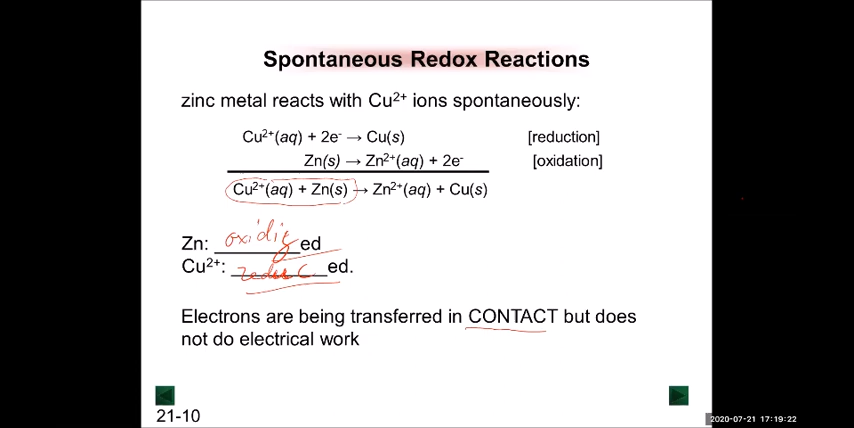 Spontaneous Redox Reactions
zinc metal reacts with Cu²⁺ ions spontaneously:
Cu²⁺(aq) + 2e⁻ → Cu(s) [reduction]
Zn(s) → Zn²⁺(aq) + 2e⁻ [oxidation]
Cu²⁺(aq) + Zn(s) → Zn²⁺(aq) + Cu(s)
Zn: oxidized
Cu²⁺: reduced.
Electrons are being transferred in CONTACT but does
not do electrical work
21-10
2020-07-21 17:19:22